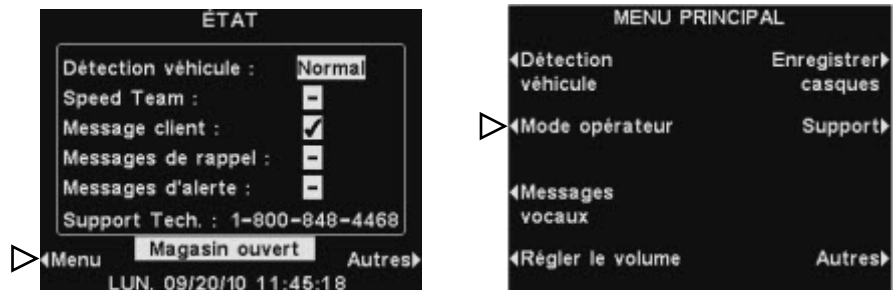 ÉTAT
Détection véhicule : Normal
Speed Team : -
Message client : ✓
Messages de rappel : -
Messages d'alerte : -
Support Tech. : 1-800-848-4468
Magasin ouvert
Menu Autres
LUN. 09/20/10 11:45:18
MENU PRINCIPAL
Détection Enregistrer
véhicule casques
Mode opérateur Support
Messages
vocaux
Régler le volume Autres